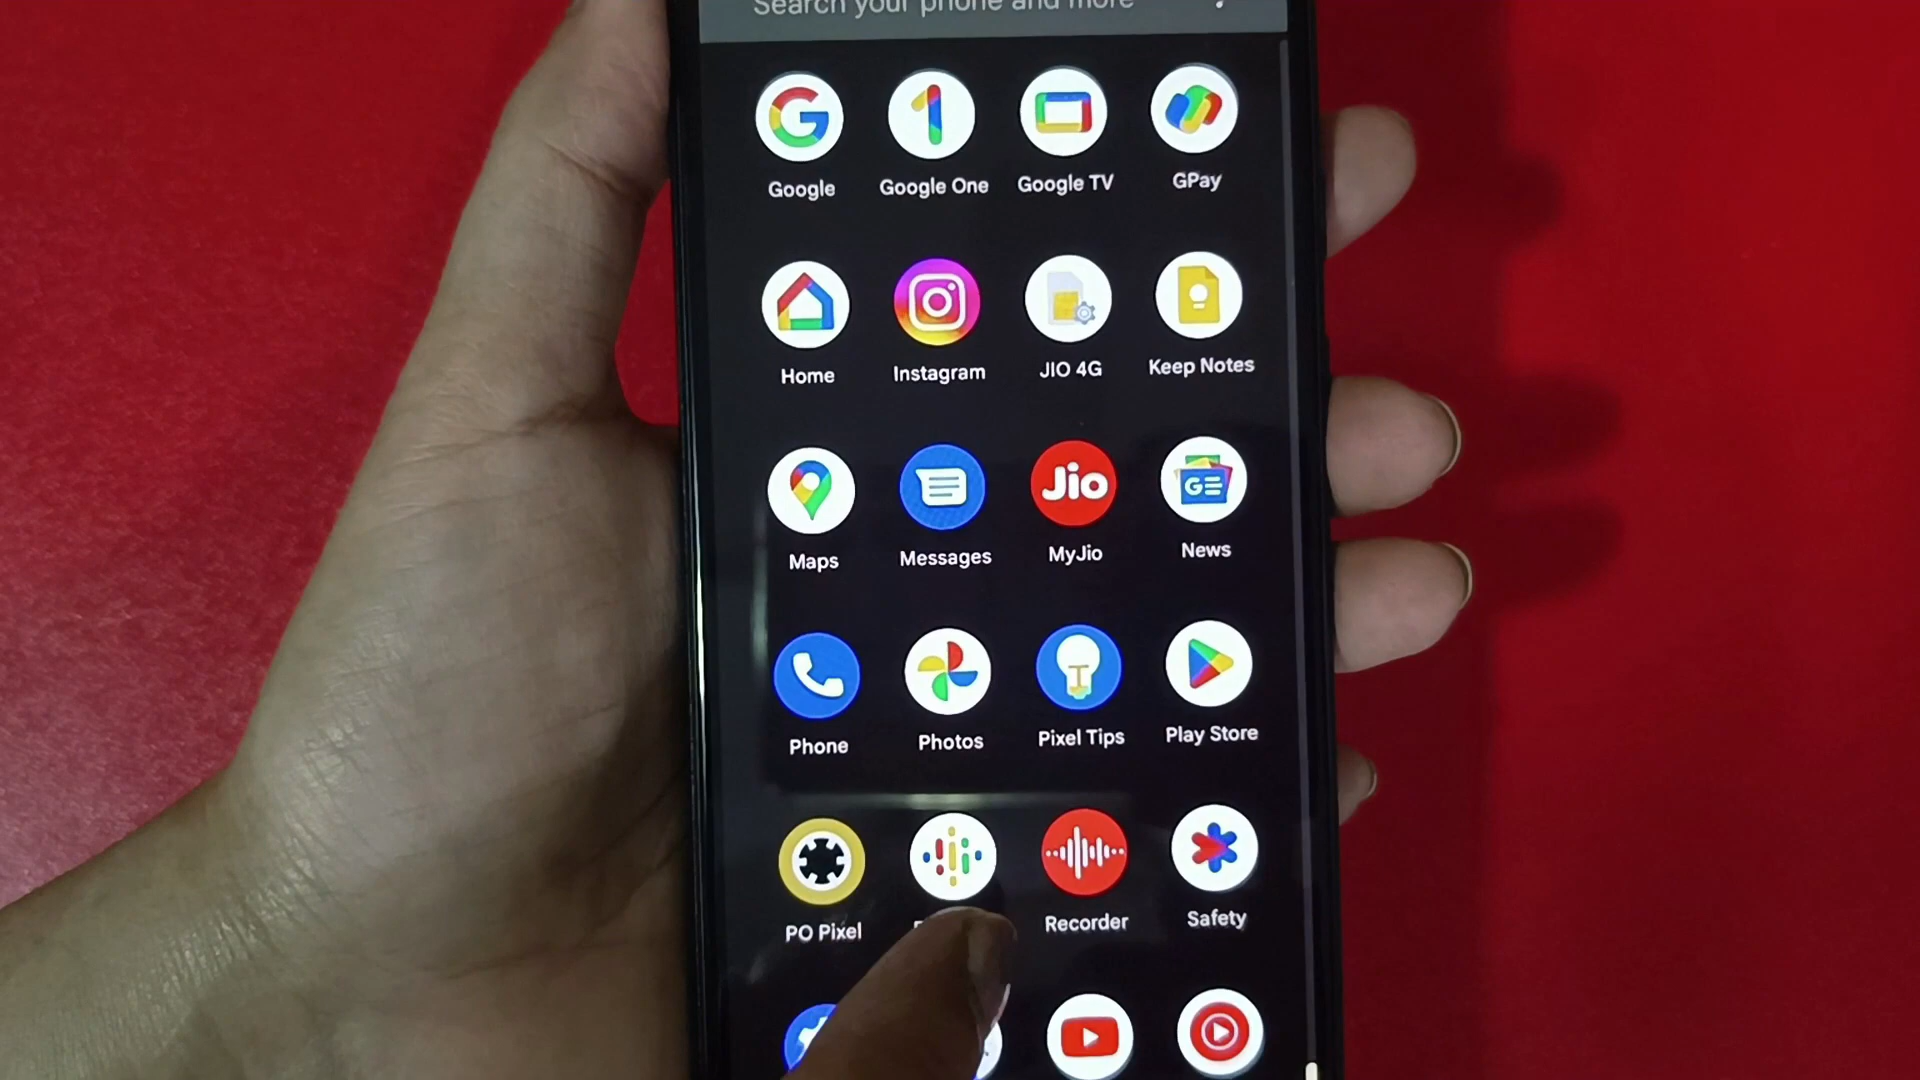 Search your phone and more
Google Google One Google TV GPay
Home Instagram JIO 4G Keep Notes
Jio
GE
Maps Messages MyJio News
Phone Photos Pixel Tips Play Store
PO Pixel Recorder Safety